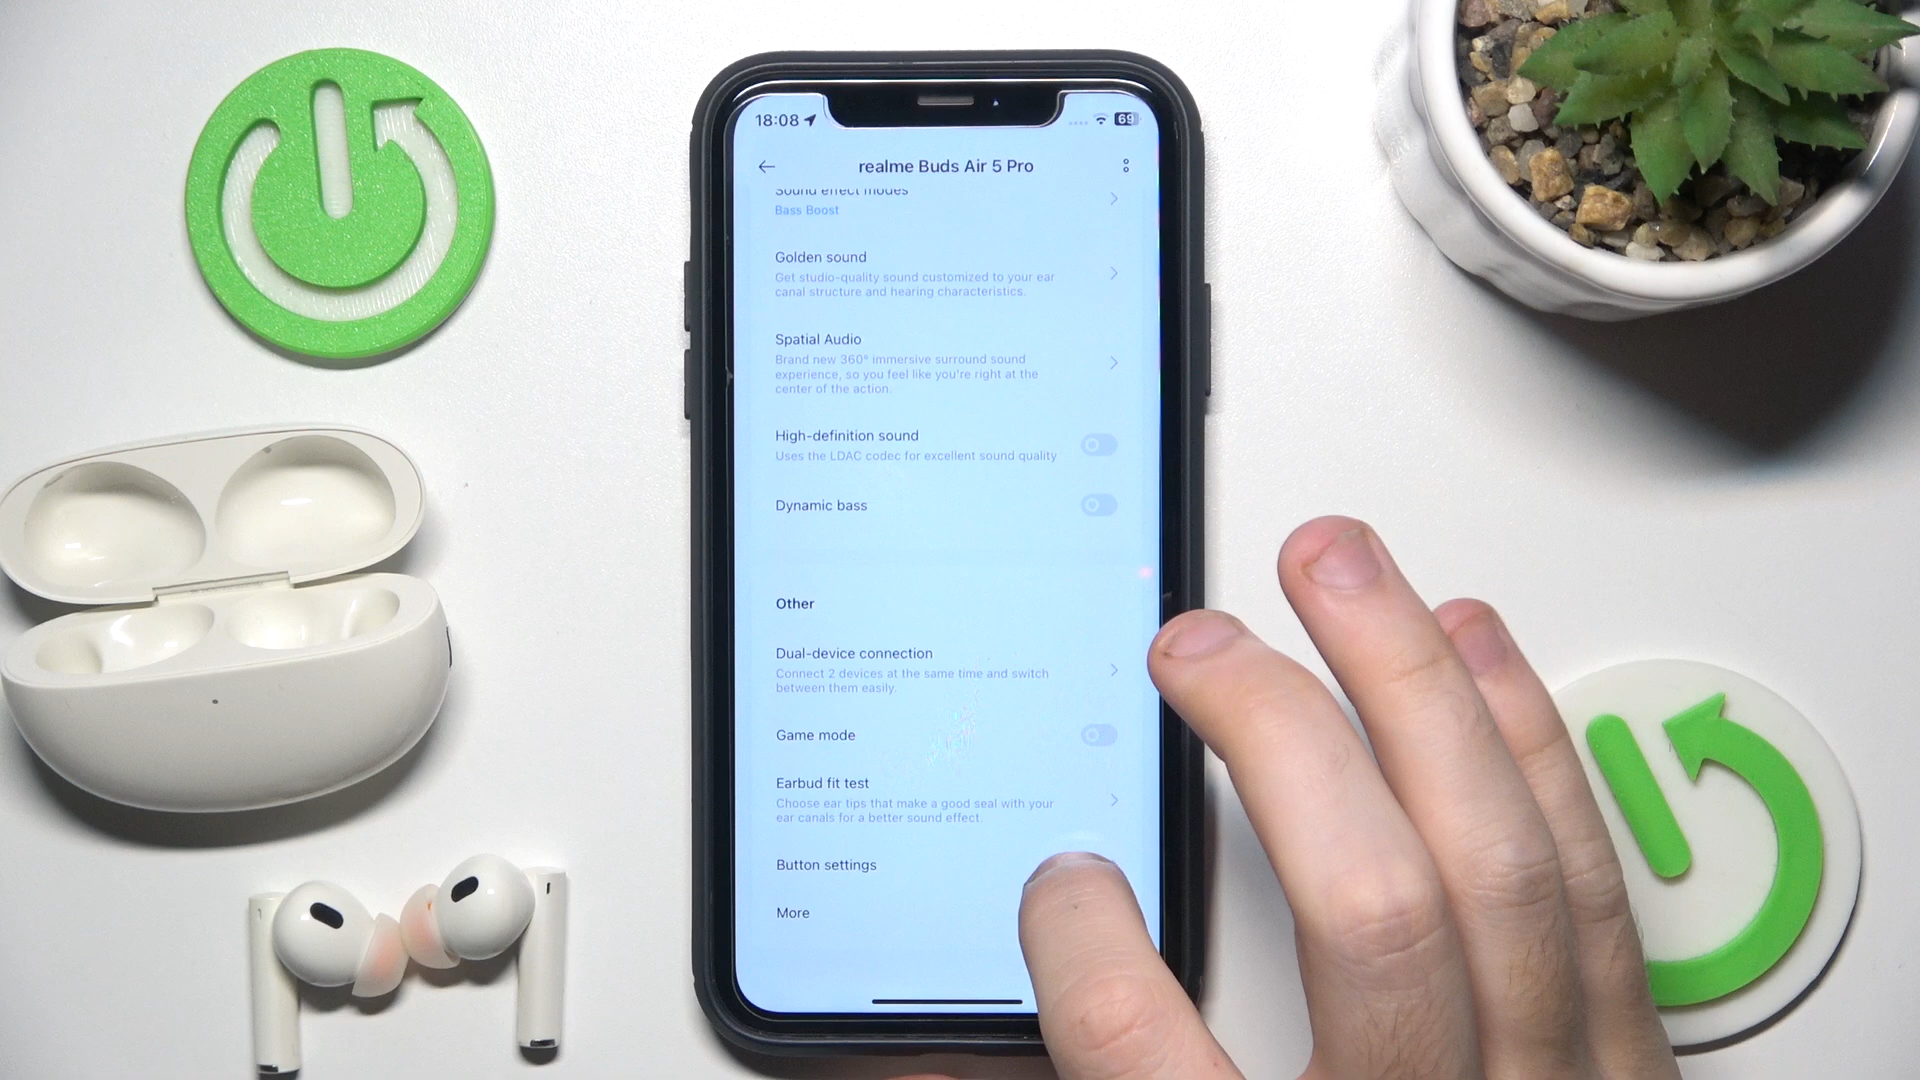 18:08
69
realme Buds Air 5 Pro
Sound effect modes
Bass Boost
Golden sound
Get studio-quality sound customized to your ear
canal structure and hearing characteristics.
Spatial Audio
Brand new 360° immersive surround sound
experience, so you feel like you're right at the
center of the action.
High-definition sound
Uses the LDAC codec for excellent sound quality
Dynamic bass
Other
Dual-device connection
Connect 2 devices at the same time and switch
between them easily.
Game mode
Earbud fit test
Choose ear tips that make a good seal with your
ear canals for a better sound effect.
Button settings
More